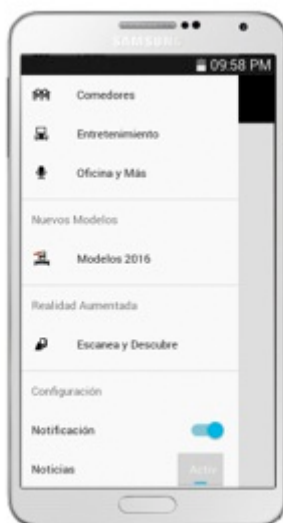 SAMSUNG
09:58 PM
Comedores
Entretenimiento
Oficina y Más
Nuevos Modelos
Modelos 2016
Realidad Aumentada
Escanea y Descubre
Configuración
Notificación
Noticias
Activ